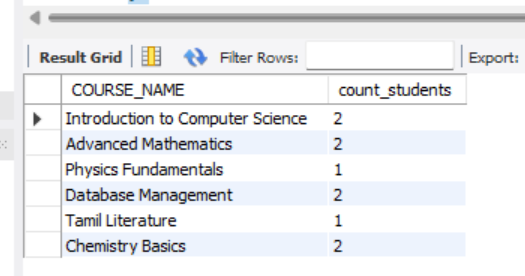 Result Grid Filter Rows: Export:
COURSE_NAME count_students
Introduction to Computer Science 2
Advanced Mathematics 2
Physics Fundamentals 1
Database Management 2
Tamil Literature 1
Chemistry Basics 2